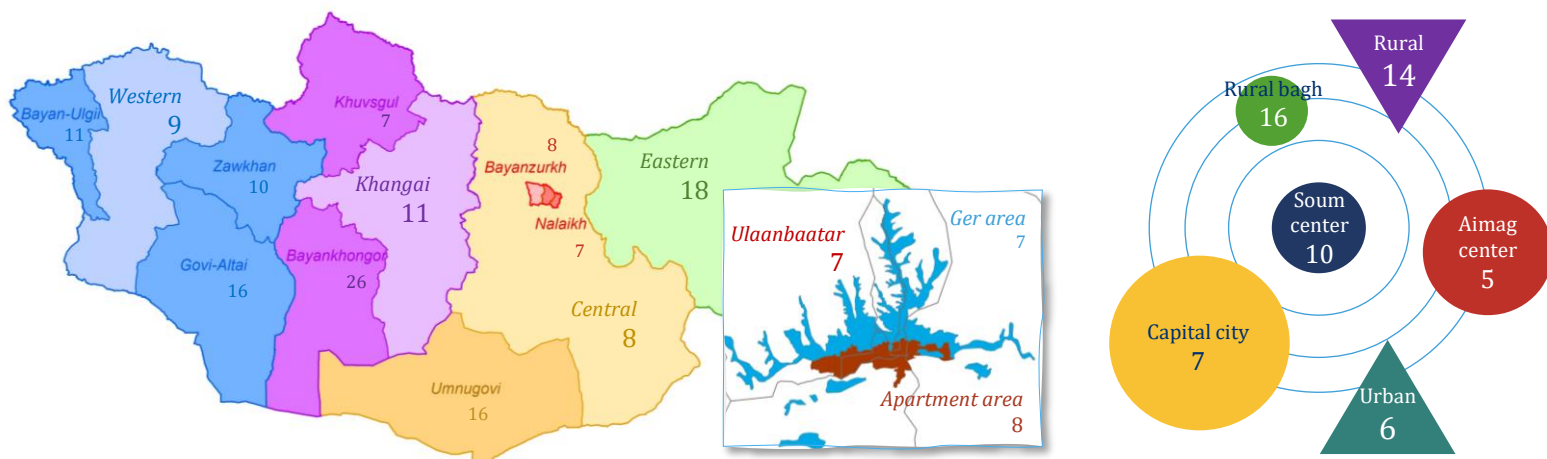 Bayan-Ulgil
11
Western
9
Khuvsgul
7
Zawkhan
10
Khangai
11
Govi-Altai
16
Bayankhongor
26
8
Bayanzurkh
Nalaikh
7
Eastern
18
Central
8
Umnugovi
16
Ulaanbaatar
7
Ger area
7
Apartment area
8
Rural
14
Rural bagh
16
Soum
center
10
Aimag
center
5
Capital city
7
Urban
6